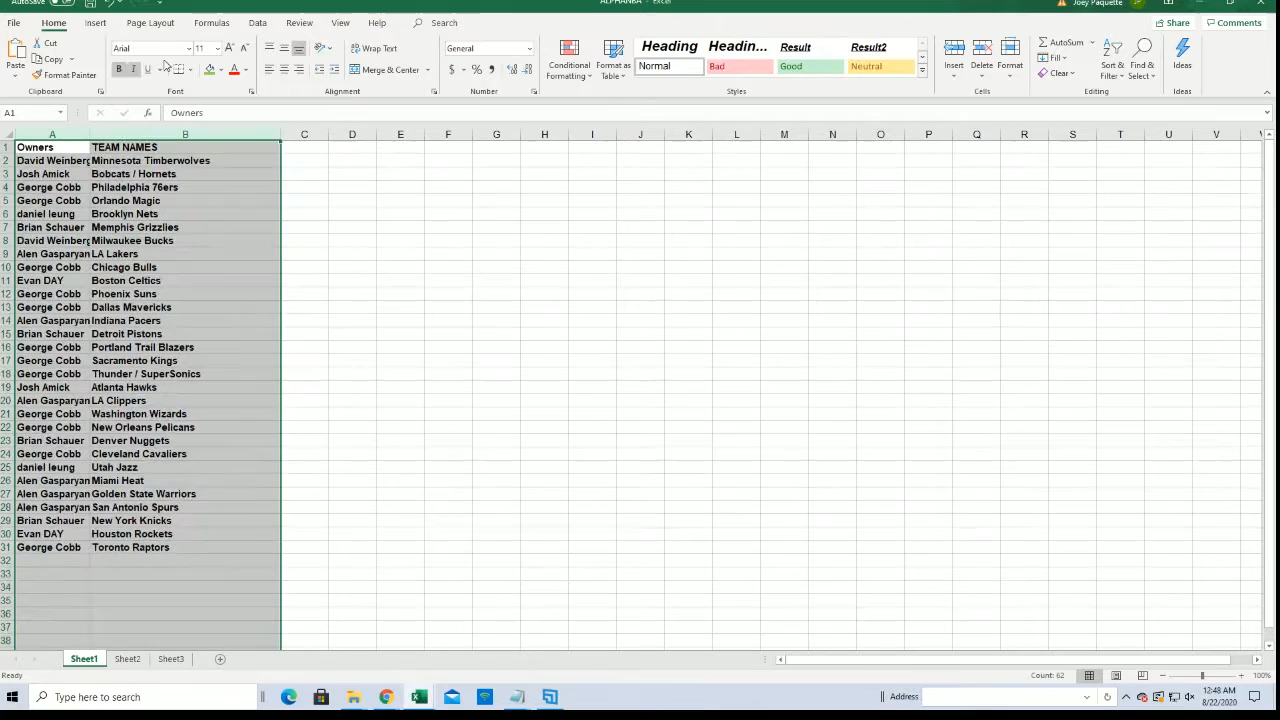 AutoSave
ALPHANBA - Excel
Joey Paquette
File Home Insert Page Layout Formulas Data Review View Help Search
Share Comments
Paste Cut Copy Format Painter
Arial 11
B I U
Wrap Text
Merge & Center
General
$ % ,
Conditional Formatting
Format as Table
Heading Headin... Result Result2
Normal Bad Good Neutral
Insert Delete Format
AutoSum
Fill
Clear
Sort & Filter
Find & Select
Ideas
Clipboard Font Alignment Number Styles Cells Editing Ideas
A1 fx Owners
A B C D E F G H I J K L M N O P Q R S T U V
1 Owners TEAM NAMES
2 David Weinberg Minnesota Timberwolves
3 Josh Amick Bobcats / Hornets
4 George Cobb Philadelphia 76ers
5 George Cobb Orlando Magic
6 daniel leung Brooklyn Nets
7 Brian Schauer Memphis Grizzlies
8 David Weinberg Milwaukee Bucks
9 Alen Gasparyan LA Lakers
10 George Cobb Chicago Bulls
11 Evan DAY Boston Celtics
12 George Cobb Phoenix Suns
13 George Cobb Dallas Mavericks
14 Alen Gasparyan Indiana Pacers
15 Brian Schauer Detroit Pistons
16 George Cobb Portland Trail Blazers
17 George Cobb Sacramento Kings
18 George Cobb Thunder / SuperSonics
19 Josh Amick Atlanta Hawks
20 Alen Gasparyan LA Clippers
21 George Cobb Washington Wizards
22 George Cobb New Orleans Pelicans
23 Brian Schauer Denver Nuggets
24 George Cobb Cleveland Cavaliers
25 daniel leung Utah Jazz
26 Alen Gasparyan Miami Heat
27 Alen Gasparyan Golden State Warriors
28 Alen Gasparyan San Antonio Spurs
29 Brian Schauer New York Knicks
30 Evan DAY Houston Rockets
31 George Cobb Toronto Raptors
32
33
34
35
36
37
38
Sheet1 Sheet2 Sheet3
Ready Count: 62 100%
Type here to search
Address
12:48 AM
8/22/2020